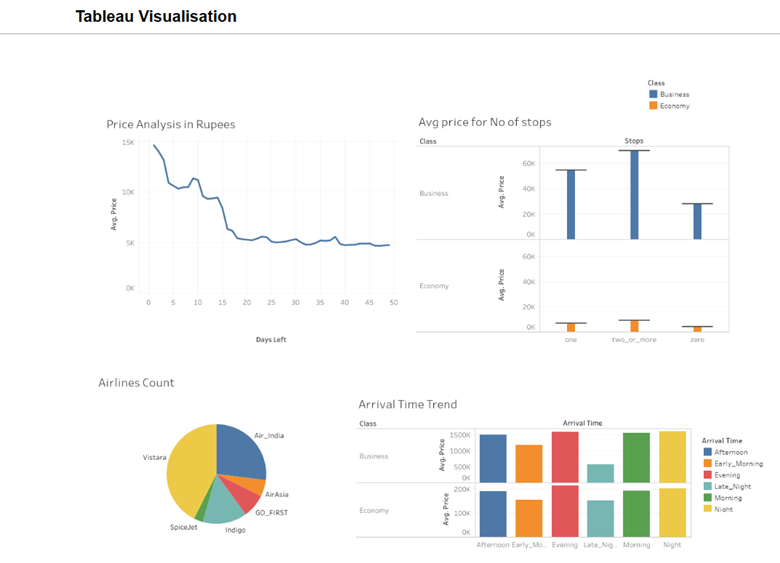 Tableau Visualisation
Class
Business
Economy
Price Analysis in Rupees
15K
10K
5K
0K
Avg. Price
0 5 10 15 20 25 30 35 40 45 50
Days Left
Avg price for No of stops
Class Stops
Business
Avg. Price
60K
40K
20K
0K
Economy
Avg. Price
60K
40K
20K
0K
one two_or_more zero
Airlines Count
Air_India
AirAsia
GO_FIRST
Indigo
SpiceJet
Vistara
Arrival Time Trend
Class Arrival Time
Business
Avg. Price
1500K
1000K
500K
0K
Economy
Avg. Price
200K
100K
0K
Afternoon Early_Mo.. Evening Late_Nig.. Morning Night
Arrival Time
Afternoon
Early_Morning
Evening
Late_Night
Morning
Night